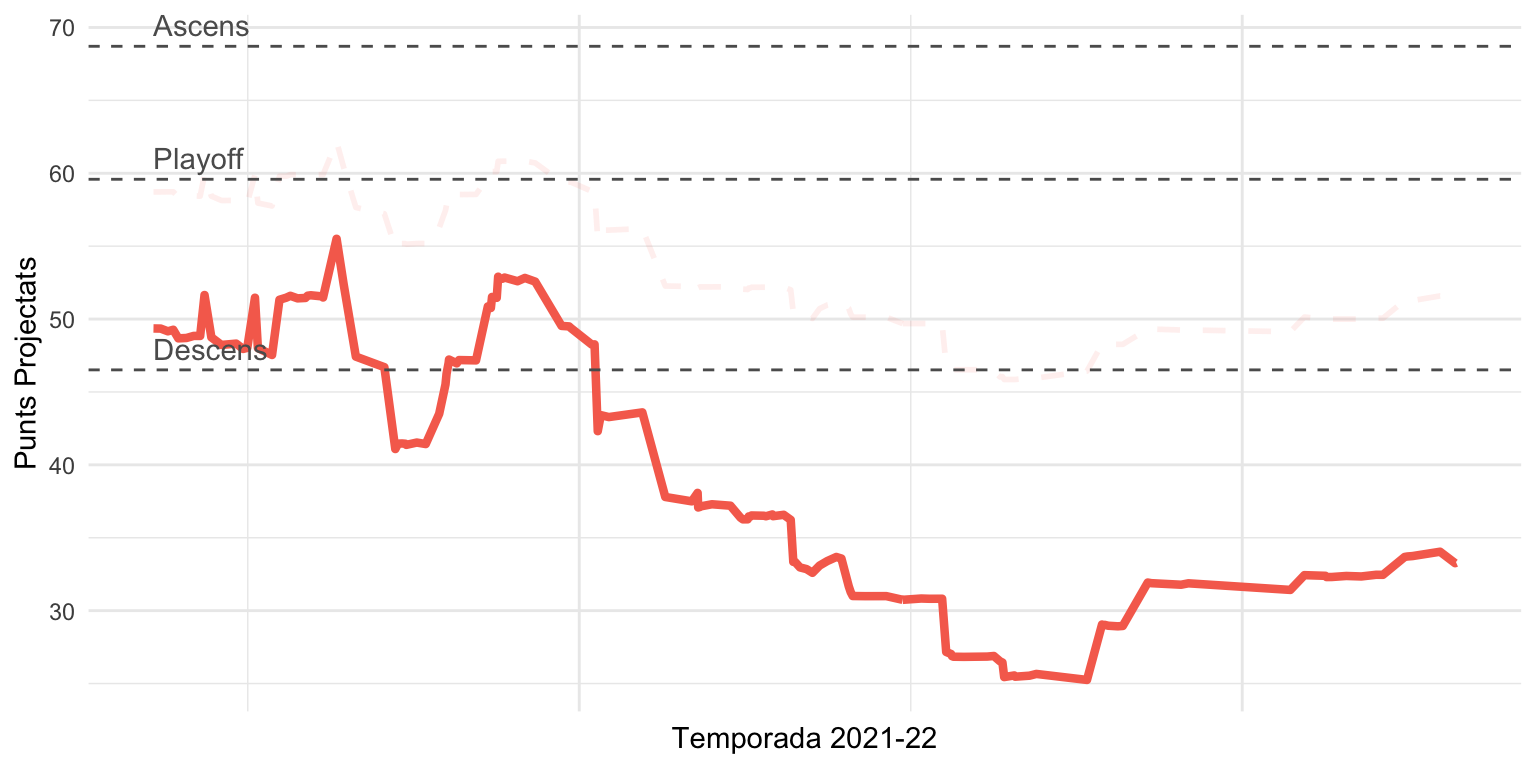 70
Ascens
Playoff
60
50
Descens
40
30
Punts Projectats
Temporada 2021-22